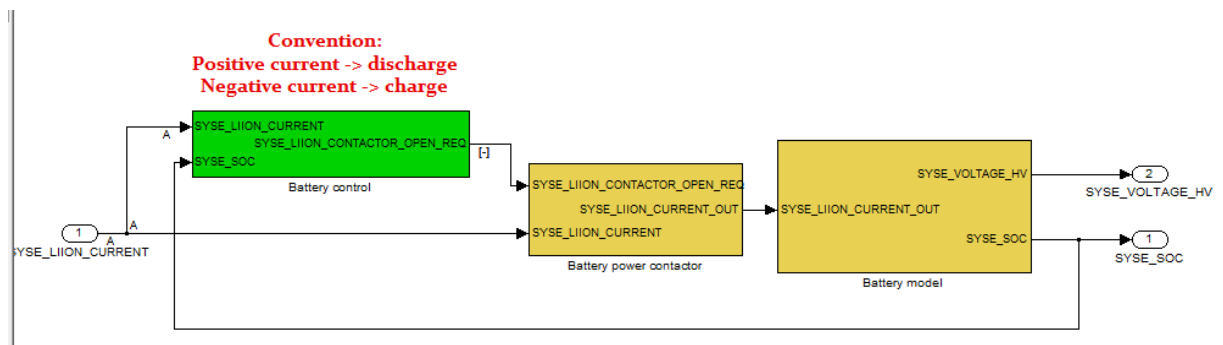 Convention:
Positive current -> discharge
Negative current -> charge
A
SYSE_LIION_CURRENT
SYSE_LIION_CONTACTOR_OPEN_REQ
SYSE_SOC
[-]
Battery control
A
1
A
SYSE_LIION_CURRENT
SYSE_LIION_CONTACTOR_OPEN_REQ
SYSE_LIION_CURRENT_OUT
SYSE_LIION_CURRENT
Battery power contactor
SYSE_VOLTAGE_HV
SYSE_LIION_CURRENT_OUT
SYSE_SOC
Battery model
2
SYSE_VOLTAGE_HV
1
SYSE_SOC